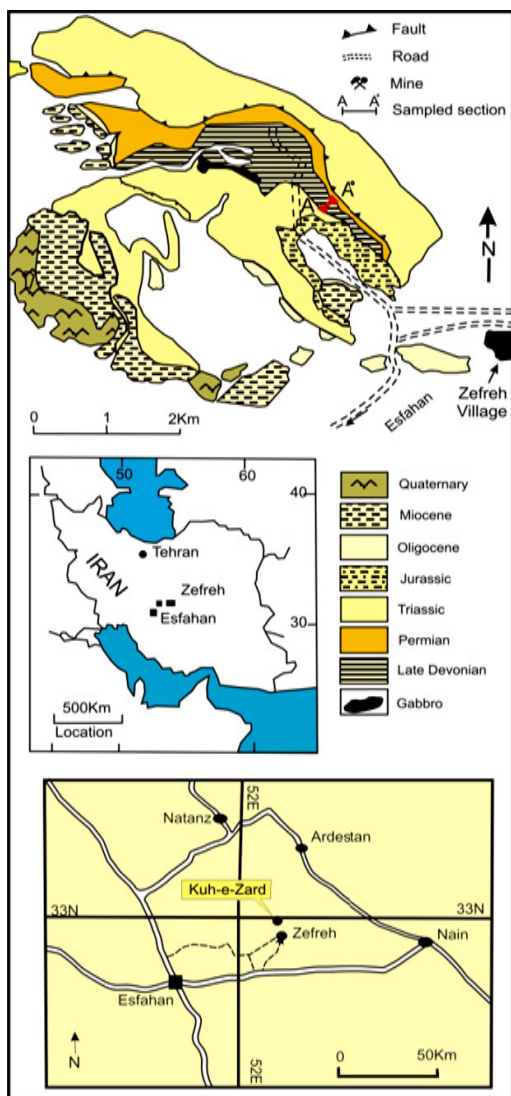 Fault
Road
Mine
A A°
Sampled section
A A°
N
Esfahan
Zefreh
Village
0 1 2Km
50 60
40
30
IRAN
Tehran
Zefreh
Esfahan
500Km
Location
Quaternary
Miocene
Oligocene
Jurassic
Triassic
Permian
Late Devonian
Gabbro
52E
Natanz
Ardestan
Kuh-e-Zard
33N 33N
Zefreh
Nain
Esfahan
N
52E
0 50Km